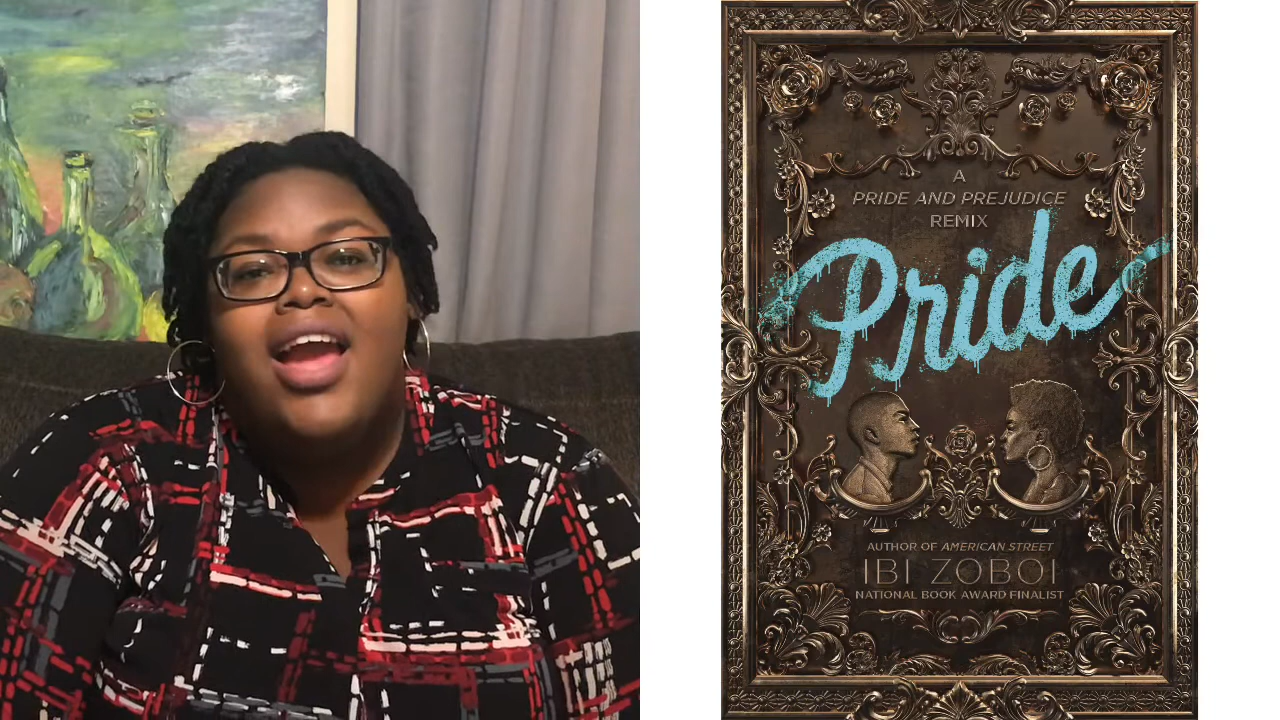 A
PRIDE AND PREJUDICE
REMIX
Pride
AUTHOR OF AMERICAN STREET
IBI ZOBOI
NATIONAL BOOK AWARD FINALIST